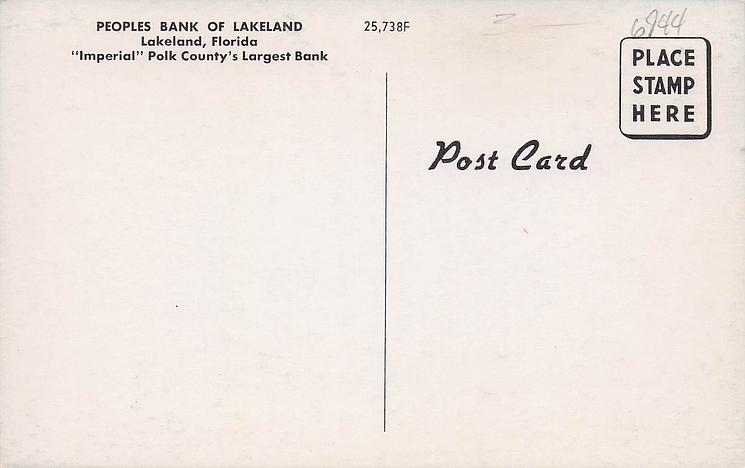 PEOPLES BANK OF LAKELAND
Lakeland, Florida
"Imperial" Polk County's Largest Bank
25,738F
6944
PLACE
STAMP
HERE
Post Card